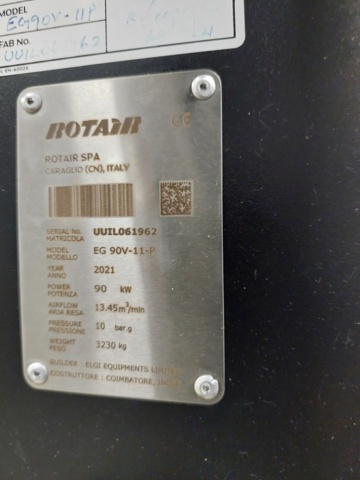 MODEL
EG90V-11P
FAB No.
ROTAIR
CE
ROTAIR SPA
CARAGLIO (CN), ITALY
SERIAL No. UUIL061962
MATRICOLA
MODEL EG 90V-11-P
MODELLO
YEAR 2021
ANNO
POWER 90 kW
POTENZA
AIRFLOW 13.45m³/min
ARIA RESA
PRESSURE 10 bar.g
PRESSIONE
WEIGHT 3230 kg
PESO
BUILDER : ELGI EQUIPMENTS LIMITED
COSTRUTTORE : COIMBATORE, INDIA